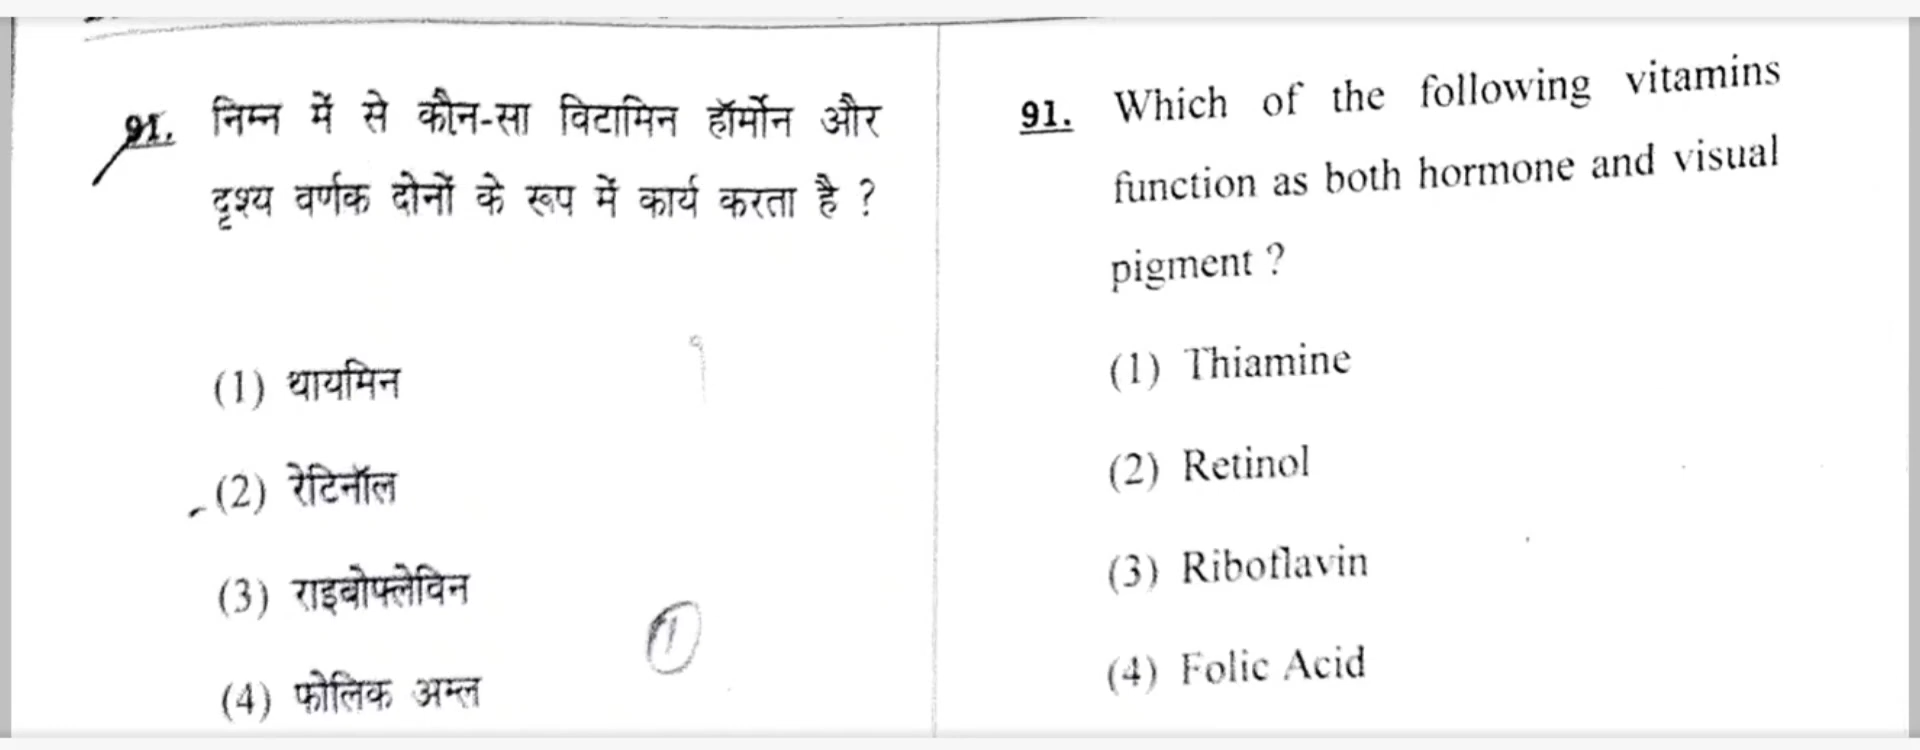 91. निम्न में से कौन-सा विटामिन हॉर्मोन और
दृश्य वर्णक दोनों के रूप में कार्य करता है ?
(1) थायमिन
(2) रेटिनॉल
(3) राइबोफ्लेविन
(4) फोलिक अम्ल
1
91. Which of the following vitamins
function as both hormone and visual
pigment ?
(1) Thiamine
(2) Retinol
(3) Riboflavin
(4) Folic Acid